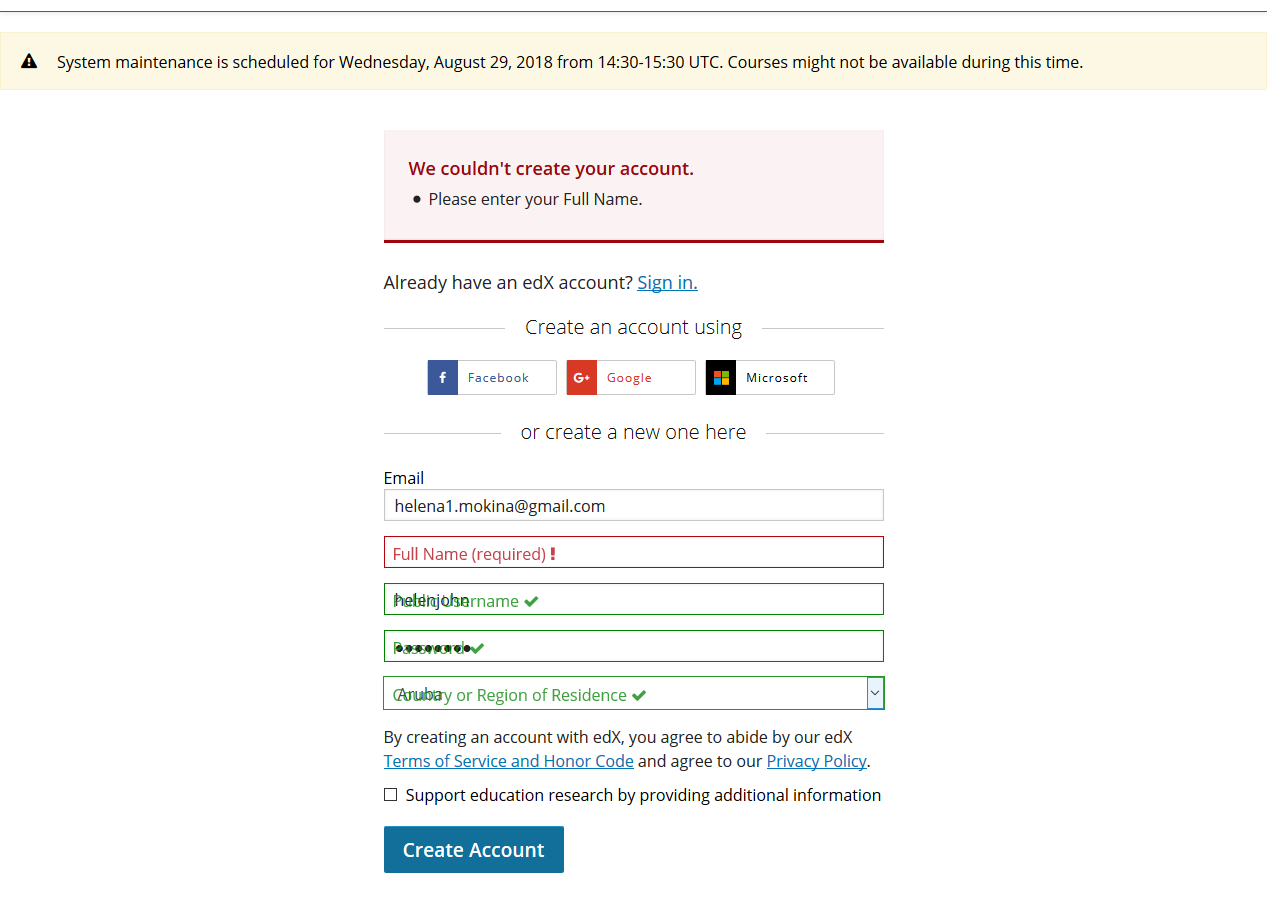 System maintenance is scheduled for Wednesday, August 29, 2018 from 14:30-15:30 UTC. Courses might not be available during this time.
We couldn't create your account.
Please enter your Full Name.
Already have an edX account? Sign in.
Create an account using
Facebook
Google
Microsoft
or create a new one here
Email
helena1.mokina@gmail.com
Full Name (required)
helenjohn
Public Username
Password
Aruba
Country or Region of Residence
By creating an account with edX, you agree to abide by our edX
Terms of Service and Honor Code and agree to our Privacy Policy.
Support education research by providing additional information
Create Account